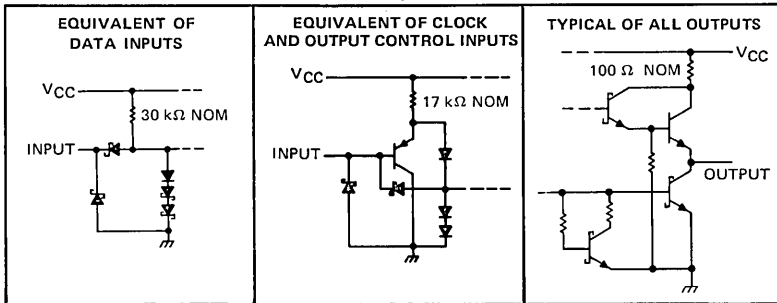 EQUIVALENT OF
DATA INPUTS
VCC
30 kΩ NOM
INPUT
EQUIVALENT OF CLOCK
AND OUTPUT CONTROL INPUTS
VCC
17 kΩ NOM
INPUT
TYPICAL OF ALL OUTPUTS
VCC
100 Ω NOM
OUTPUT